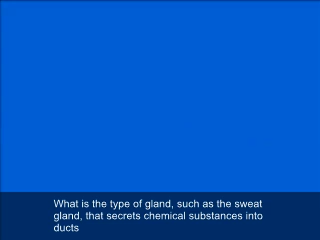 What is the type of gland, such as the sweat
gland, that secrets chemical substances into
ducts